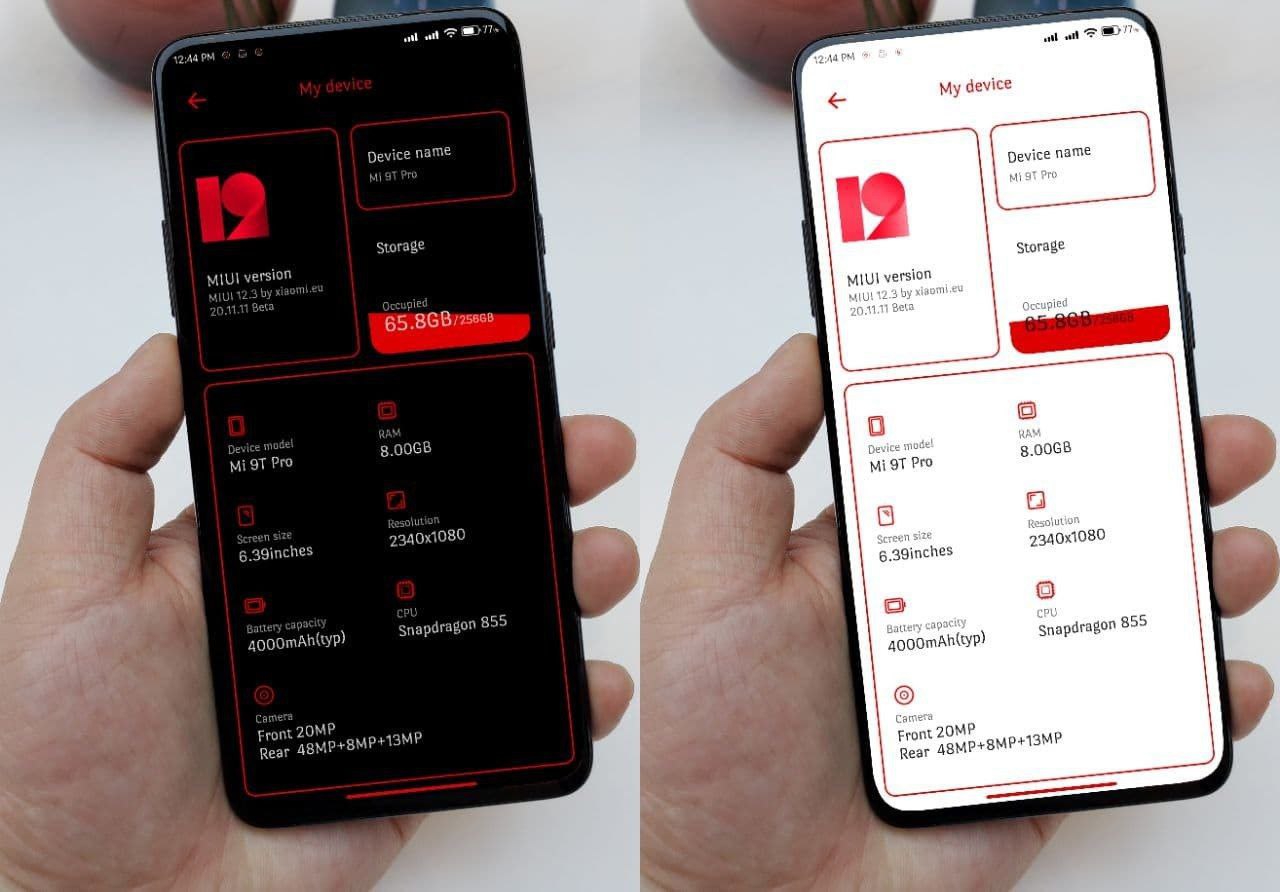 12:44 PM 77%
My device
12
MIUI version
MIUI 12.3 by xiaomi.eu
20.11.11 Beta
Device name
Mi 9T Pro
Storage
Occupied
65.8GB/256GB
Device model
Mi 9T Pro
RAM
8.00GB
Screen size
6.39inches
Resolution
2340x1080
Battery capacity
4000mAh(typ)
CPU
Snapdragon 855
Camera
Front 20MP
Rear 48MP+8MP+13MP
12:44 PM 77%
My device
12
MIUI version
MIUI 12.3 by xiaomi.eu
20.11.11 Beta
Device name
Mi 9T Pro
Storage
Occupied
65.8GB/256GB
Device model
Mi 9T Pro
RAM
8.00GB
Screen size
6.39inches
Resolution
2340x1080
Battery capacity
4000mAh(typ)
CPU
Snapdragon 855
Camera
Front 20MP
Rear 48MP+8MP+13MP